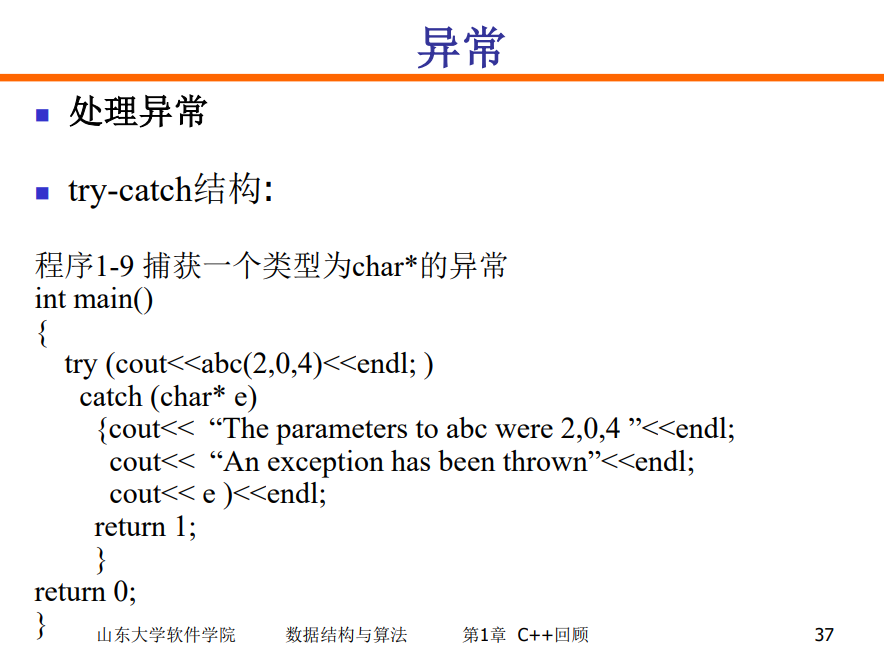 异常
处理异常
try-catch结构:
程序1-9 捕获一个类型为char*的异常
int main()
{
try (cout<<abc(2,0,4)<<endl; )
catch (char* e)
{cout<< “The parameters to abc were 2,0,4 ”<<endl;
cout<< “An exception has been thrown”<<endl;
cout<< e )<<endl;
return 1;
}
return 0;
}
山东大学软件学院 数据结构与算法 第1章 C++回顾 37